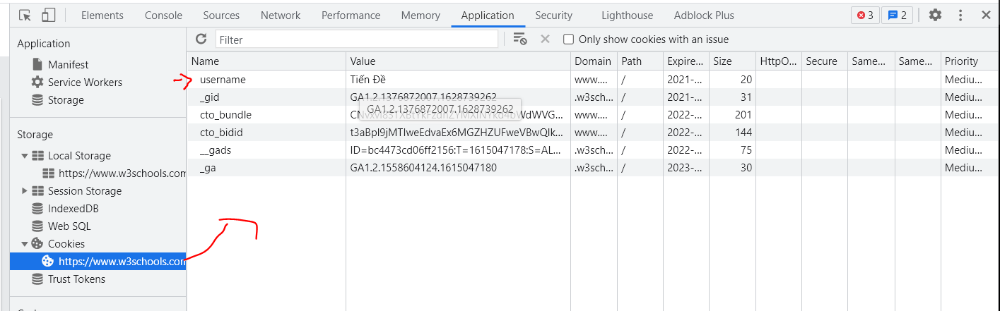 Elements Console Sources Network Performance Memory Application Security Lighthouse Adblock Plus 3 2
Application
Manifest
Service Workers
Storage
Storage
Local Storage
https://www.w3schools.com
Session Storage
IndexedDB
Web SQL
Cookies
https://www.w3schools.com
Trust Tokens
Filter Only show cookies with an issue
Name Value Domain Path Expire... Size HttpO... Secure Same... Same... Priority
username Tiến Đề www.... / 2021-... 20 Mediu...
_gid GA1.2.1376872007.1628739262 .w3sch... / 2021-... 31 Mediu...
GA1.2.1376872007.1628739262
cto_bundle www.... / 2022-... 201 Mediu...
cto_bidid www.... / 2022-... 144 Mediu...
__gads ID=bc4473cd06ff2156:T=1615047178:S=AL... .w3sch... / 2022-... 75 Mediu...
_ga GA1.2.1558604124.1615047180 .w3sch... / 2023-... 30 Mediu...